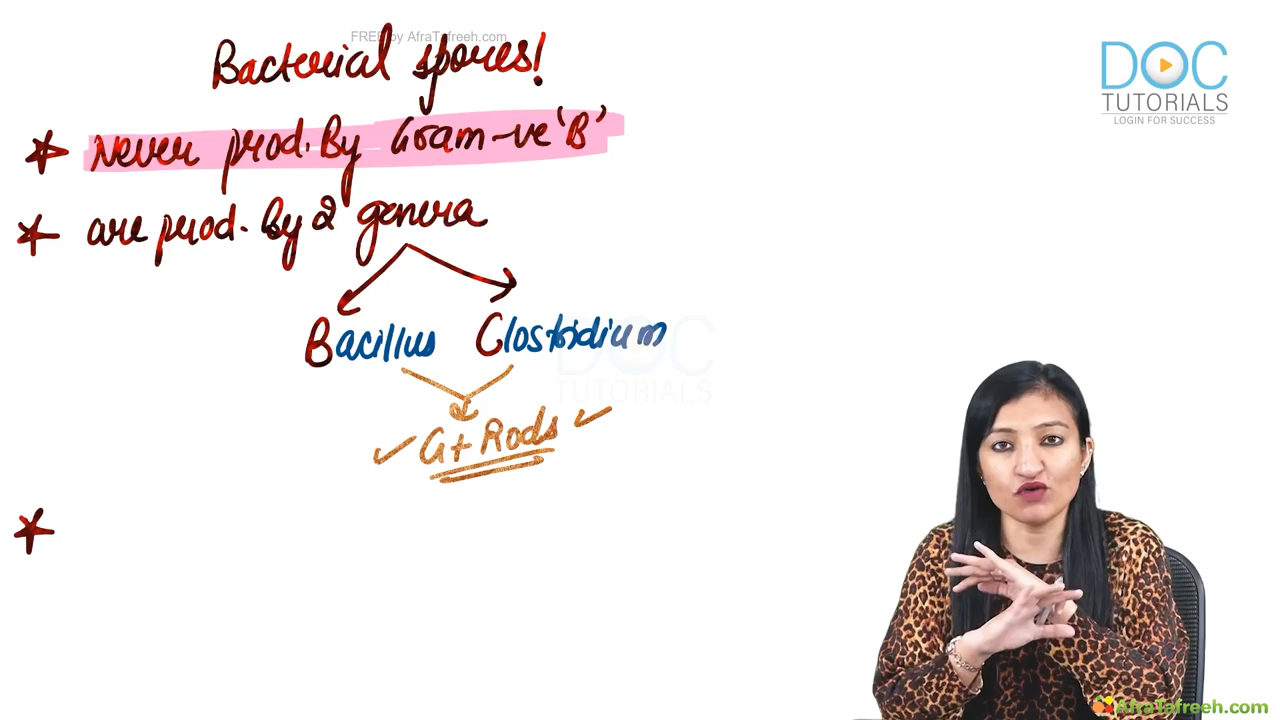 FREE by AfraTafreeh.com
Bacterial spores!
* Never prod. By Gram -ve 'B'
* are prod. By 2 genera
Bacillus Clostridium
✓ G+ Rods ✓
*
DOC
TUTORIALS
LOGIN FOR SUCCESS
DOC
TUTORIALS
AfraTafreeh.com